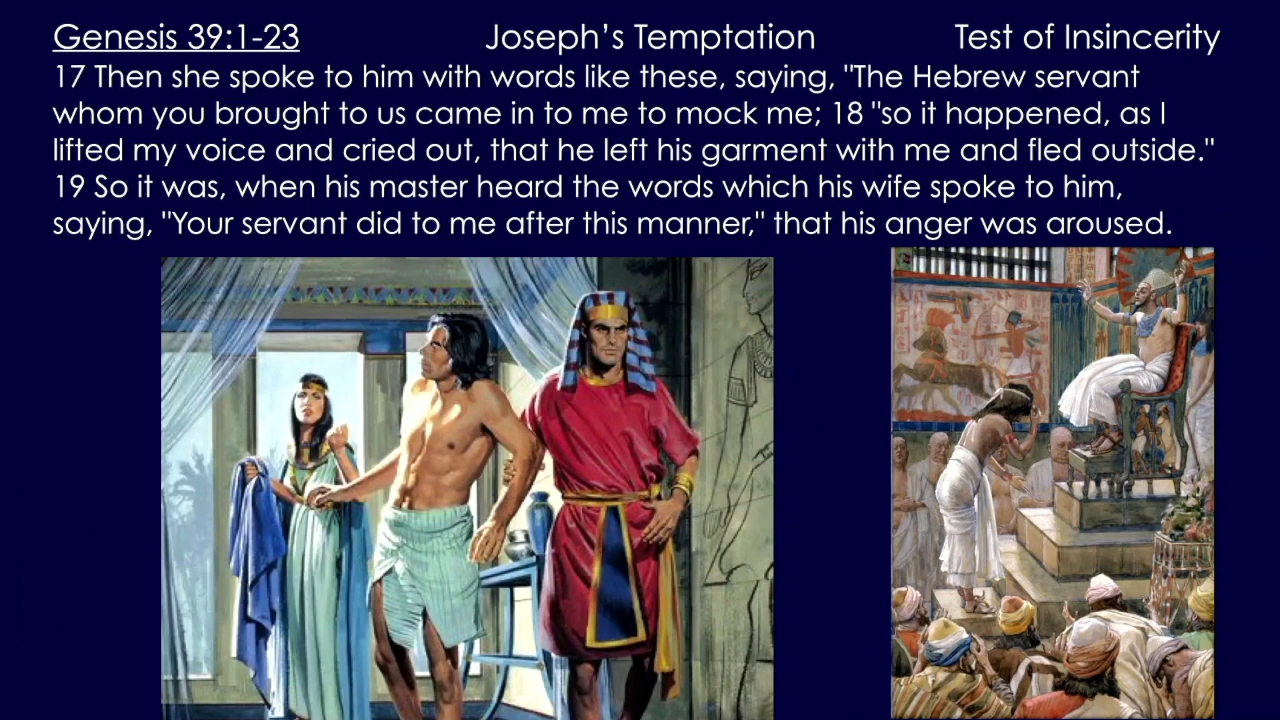 Genesis 39:1-23 Joseph’s Temptation Test of Insincerity
17 Then she spoke to him with words like these, saying, "The Hebrew servant
whom you brought to us came in to me to mock me; 18 "so it happened, as I
lifted my voice and cried out, that he left his garment with me and fled outside."
19 So it was, when his master heard the words which his wife spoke to him,
saying, "Your servant did to me after this manner," that his anger was aroused.